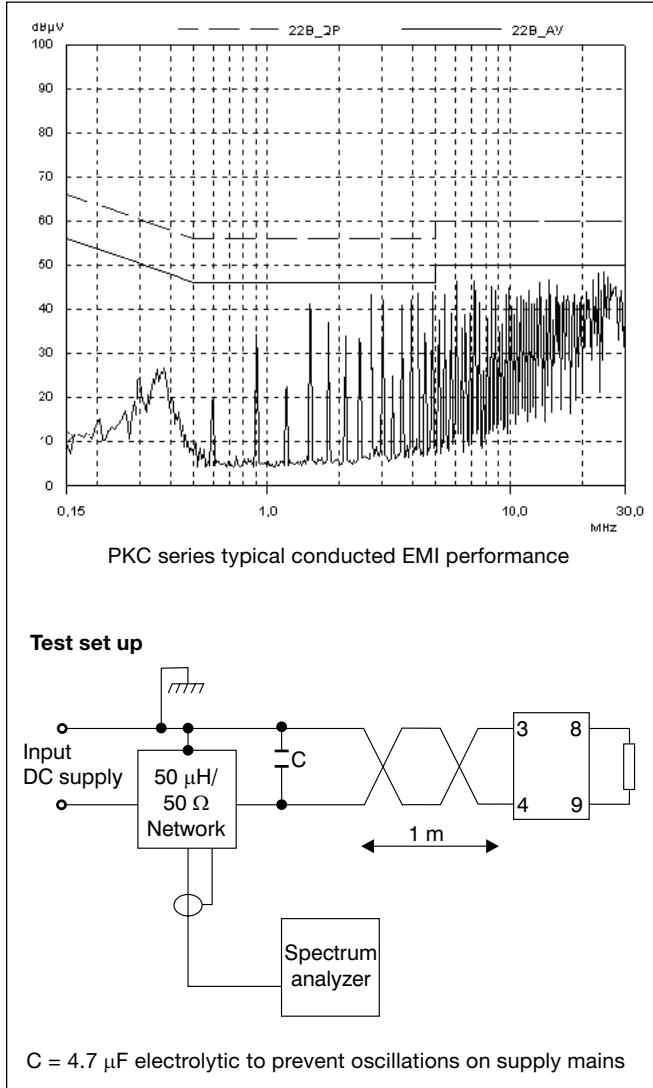 dBµV
22B_QP 22B_AV
100
90
80
70
60
50
40
30
20
10
0
0,15 1,0 10,0 30,0
MHz
PKC series typical conducted EMI performance
Test set up
Input
DC supply
50 µH/
50 Ω
Network
C
1 m
3 8
4 9
Spectrum
analyzer
C = 4.7 µF electrolytic to prevent oscillations on supply mains